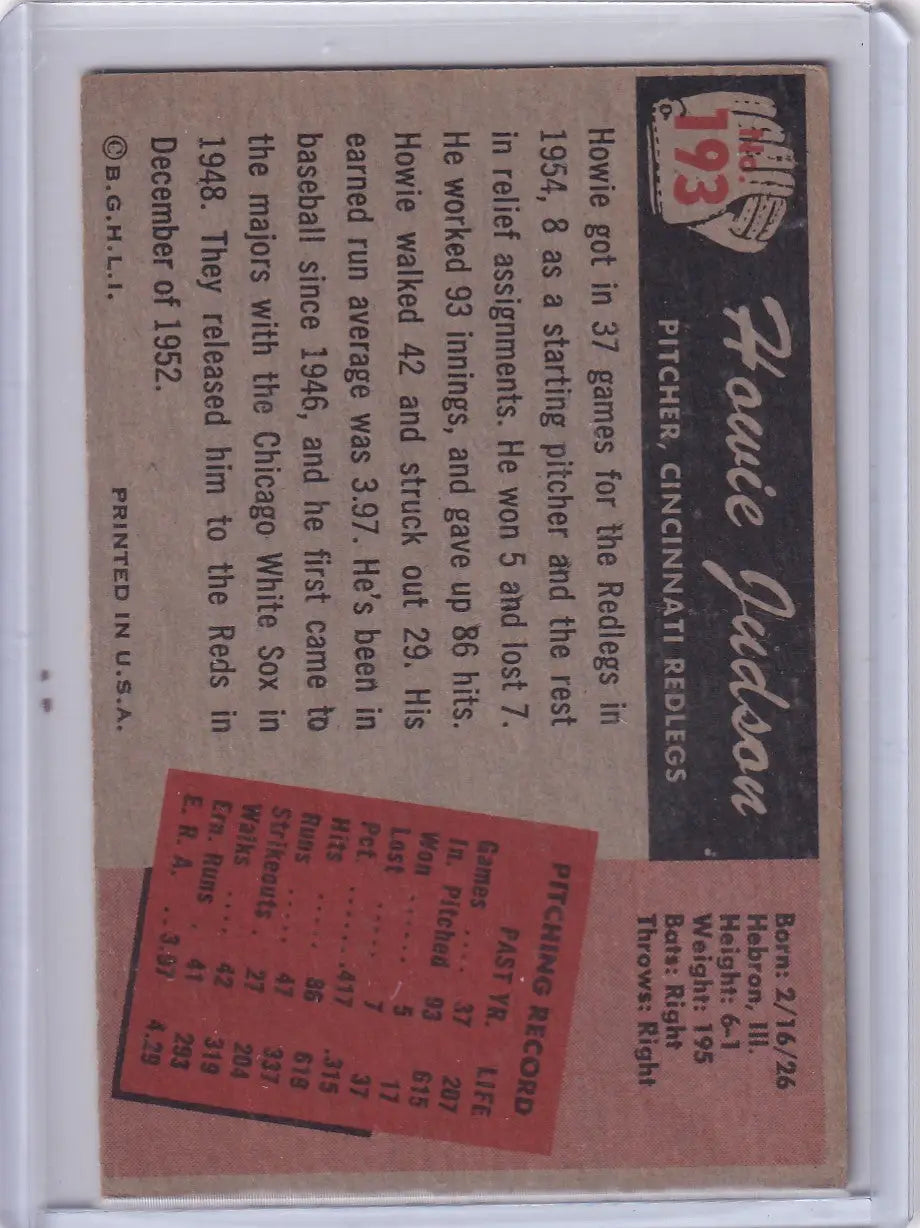 No.
193
Howie Judson
PITCHER, CINCINNATI REDLEGS
Born: 2/16/26
Hebron, Ill.
Height: 6-1
Weight: 195
Bats: Right
Throws: Right
Howie got in 37 games for the Redlegs in
1954, 8 as a starting pitcher and the rest
in relief assignments. He won 5 and lost 7.
He worked 93 innings, and gave up 86 hits.
Howie walked 42 and struck out 29. His
earned run average was 3.97. He's been in
baseball since 1946, and he first came to
the majors with the Chicago White Sox in
1948. They released him to the Reds in
December of 1952.
PITCHING RECORD
PAST YR. LIFE
Games .... 37 207
In. Pitched 93 615
Won ...... 5 17
Lost ..... 7 37
Pct. ...... .417 .315
Hits ...... 86 618
Runs ..... 47 337
Strikeouts 27 204
Walks .... 42 319
Ern. Runs . 41 293
E. R. A. .. 3.97 4.29
© B.G.H.L.I. PRINTED IN U.S.A.